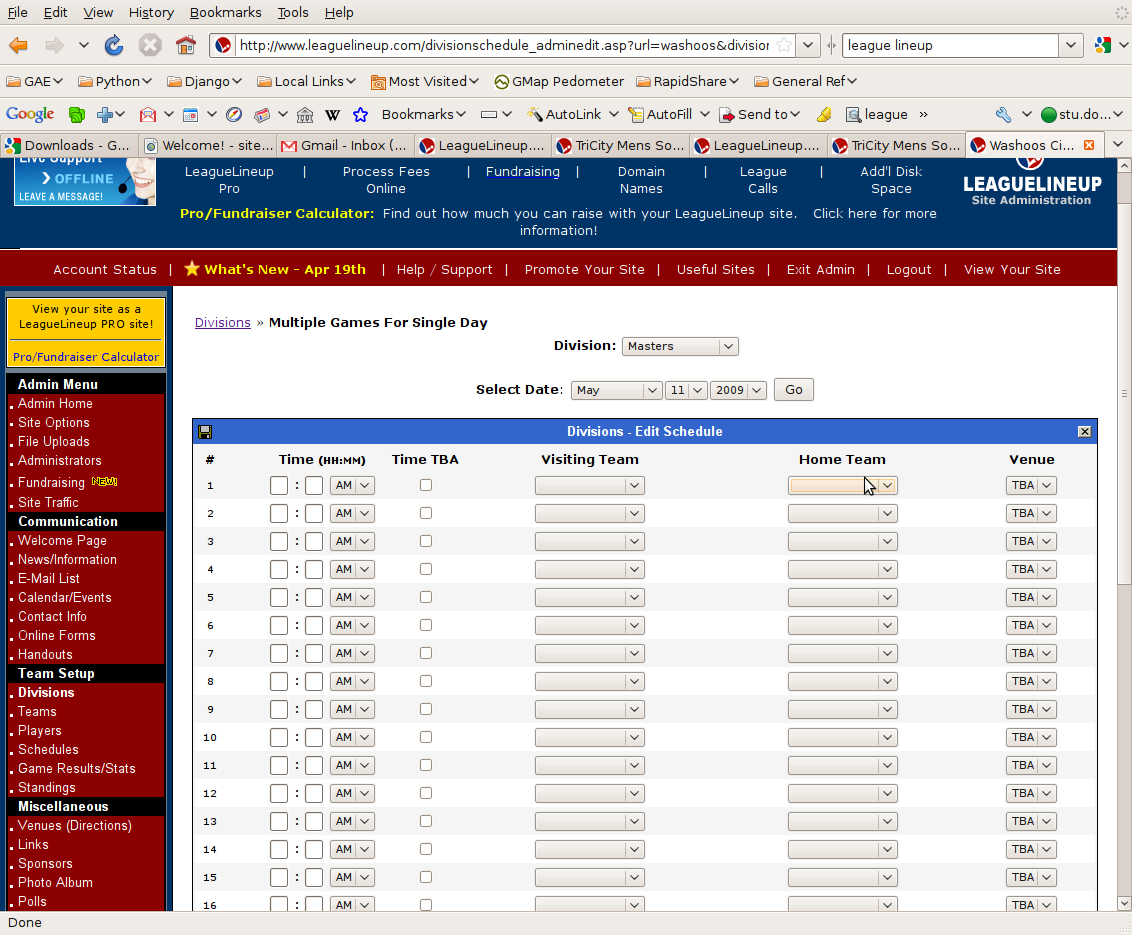 File Edit View History Bookmarks Tools Help
http://www.leaguelineup.com/divisionschedule_adminedit.asp?url=washoos&division
league lineup
GAE Python Django Local Links Most Visited GMap Pedometer RapidShare General Ref
Google Bookmarks AutoLink AutoFill Send to league » stu.do...
Downloads - G... Welcome! - site... Gmail - Inbox (... LeagueLineup.... TriCity Mens So... LeagueLineup.... TriCity Mens So... Washoos Ci...
Live Support
OFFLINE
LEAVE A MESSAGE!
LeagueLineup Pro | Process Fees Online | Fundraising | Domain Names | League Calls | Add'l Disk Space
LEAGUELINEUP
Site Administration
Pro/Fundraiser Calculator: Find out how much you can raise with your LeagueLineup site. Click here for more
information!
Account Status | What's New - Apr 19th | Help / Support | Promote Your Site | Useful Sites | Exit Admin | Logout | View Your Site
View your site as a
LeagueLineup PRO site!
Pro/Fundraiser Calculator
Admin Menu
Admin Home
Site Options
File Uploads
Administrators
Fundraising NEW!
Site Traffic
Communication
Welcome Page
News/Information
E-Mail List
Calendar/Events
Contact Info
Online Forms
Handouts
Team Setup
Divisions
Teams
Players
Schedules
Game Results/Stats
Standings
Miscellaneous
Venues (Directions)
Links
Sponsors
Photo Album
Polls
Divisions » Multiple Games For Single Day
Division: Masters
Select Date: May 11 2009 Go
Divisions - Edit Schedule
# Time (HH:MM) Time TBA Visiting Team Home Team Venue
1 : AM TBA
2 : AM TBA
3 : AM TBA
4 : AM TBA
5 : AM TBA
6 : AM TBA
7 : AM TBA
8 : AM TBA
9 : AM TBA
10 : AM TBA
11 : AM TBA
12 : AM TBA
13 : AM TBA
14 : AM TBA
15 : AM TBA
16 : AM TBA
Done